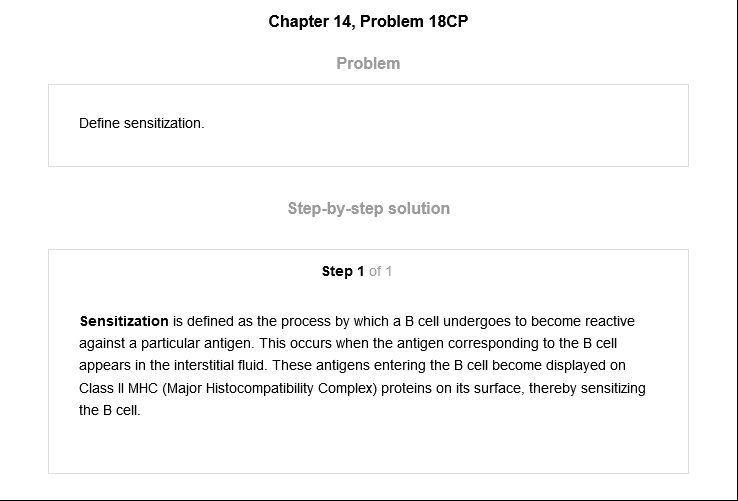 Chapter 14, Problem 18CP
Problem
Define sensitization.
Step-by-step solution
Step 1 of 1
Sensitization is defined as the process by which a B cell undergoes to become reactive
against a particular antigen. This occurs when the antigen corresponding to the B cell
appears in the interstitial fluid. These antigens entering the B cell become displayed on
Class II MHC (Major Histocompatibility Complex) proteins on its surface, thereby sensitizing
the B cell.